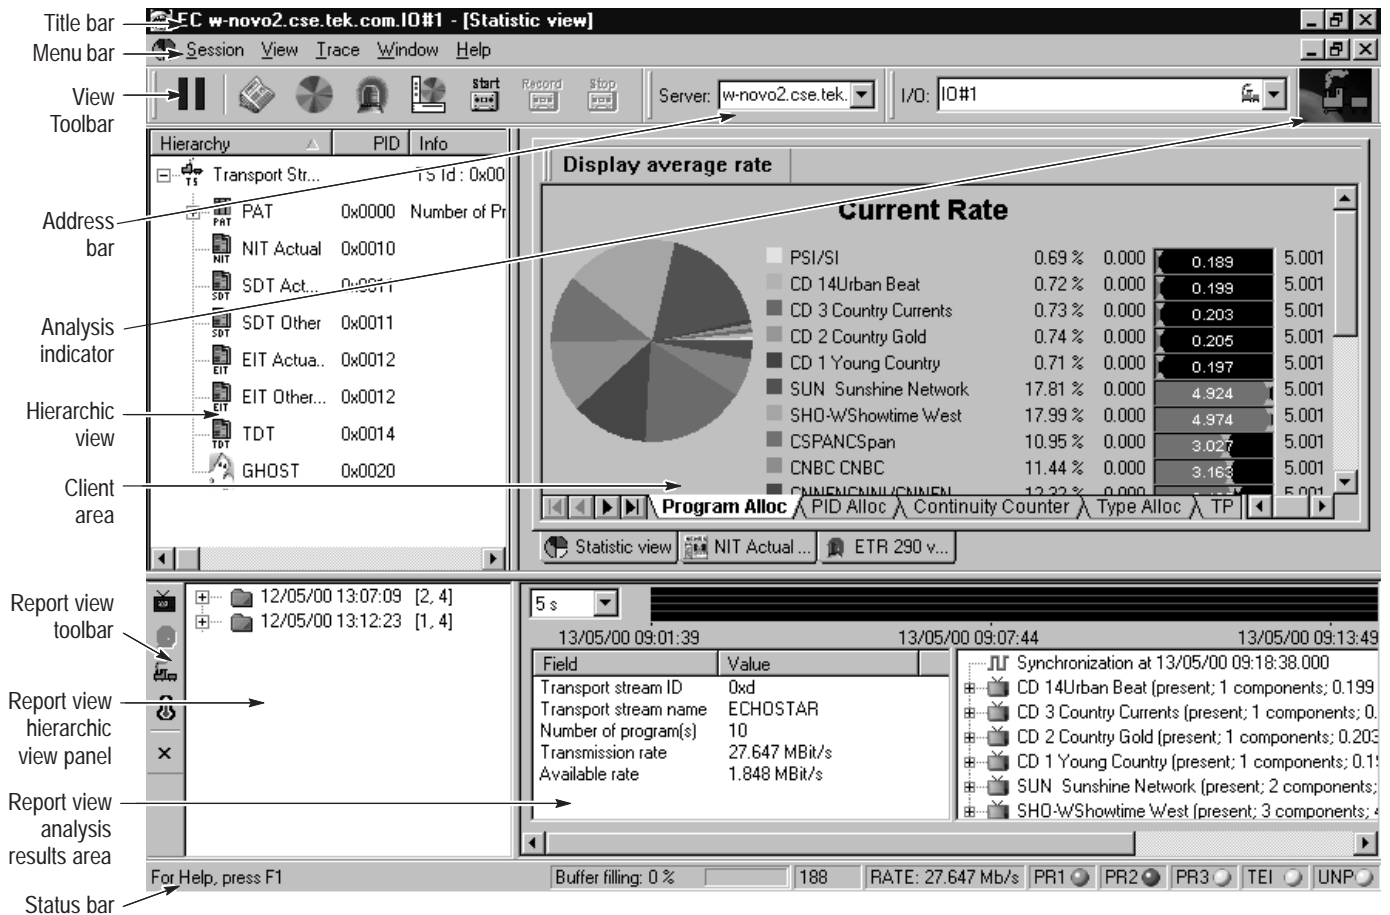 Title bar
EC w-novo2.cse.tek.com.IO#1 - [Statistic view]
Menu bar
Session View Trace Window Help
View
Toolbar
Start
Record
Stop
Server: w-novo2.cse.tek.
I/O: IO#1
Hierarchy PID Info
TS Transport Str... TS Id : 0x00
PAT PAT 0x0000 Number of Pr
NIT NIT Actual 0x0010
SDT SDT Act... 0x0011
SDT SDT Other 0x0011
EIT EIT Actua.. 0x0012
EIT EIT Other... 0x0012
TDT TDT 0x0014
GHOST 0x0020
Address
bar
Analysis
indicator
Hierarchic
view
Client
area
Display average rate
Current Rate
PSI/SI 0.69 % 0.000 0.189 5.001
CD 14Urban Beat 0.72 % 0.000 0.199 5.001
CD 3 Country Currents 0.73 % 0.000 0.203 5.001
CD 2 Country Gold 0.74 % 0.000 0.205 5.001
CD 1 Young Country 0.71 % 0.000 0.197 5.001
SUN Sunshine Network 17.81 % 0.000 4.924 5.001
SHO-WShowtime West 17.99 % 0.000 4.974 5.001
CSPANCSpan 10.95 % 0.000 3.027 5.001
CNBC CNBC 11.44 % 0.000 3.163 5.001
0.000 5.001
Program Alloc PID Alloc Continuity Counter Type Alloc TP
Statistic view NIT Actual ... ETR 290 v...
Report view
toolbar
Report view
hierarchic
view panel
Report view
analysis
results area
12/05/00 13:07:09 [2, 4]
12/05/00 13:12:23 [1, 4]
5 s
13/05/00 09:01:39 13/05/00 09:07:44 13/05/00 09:13:49
Field Value
Transport stream ID 0xd
Transport stream name ECHOSTAR
Number of program(s) 10
Transmission rate 27.647 MBit/s
Available rate 1.848 MBit/s
Synchronization at 13/05/00 09:18:38.000
CD 14Urban Beat (present; 1 components; 0.199
CD 3 Country Currents (present; 1 components; 0.
CD 2 Country Gold (present; 1 components; 0.203
CD 1 Young Country (present; 1 components; 0.1
SUN Sunshine Network (present; 2 components;
SHO-WShowtime West (present; 3 components;
For Help, press F1
Buffer filling: 0 % 188 RATE: 27.647 Mb/s PR1 PR2 PR3 TEI UNP
Status bar